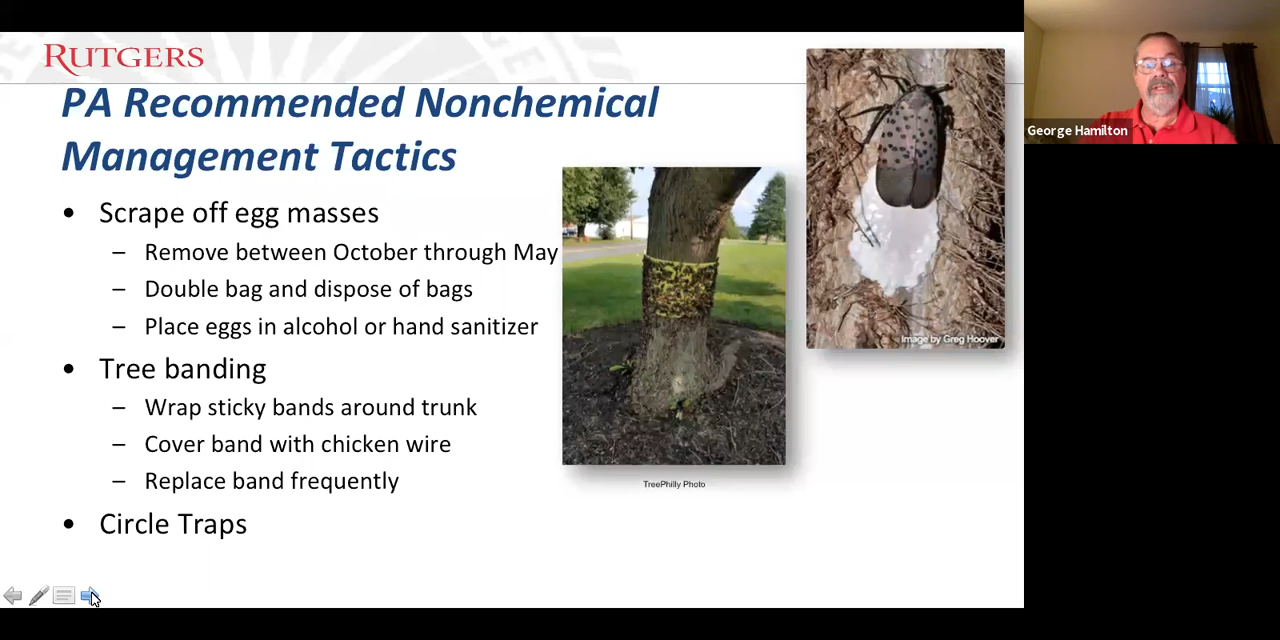 RUTGERS
PA Recommended Nonchemical
Management Tactics
• Scrape off egg masses
– Remove between October through May
– Double bag and dispose of bags
– Place eggs in alcohol or hand sanitizer
• Tree banding
– Wrap sticky bands around trunk
– Cover band with chicken wire
– Replace band frequently
• Circle Traps
TreePhilly Photo
Image by Greg Hoover
George Hamilton